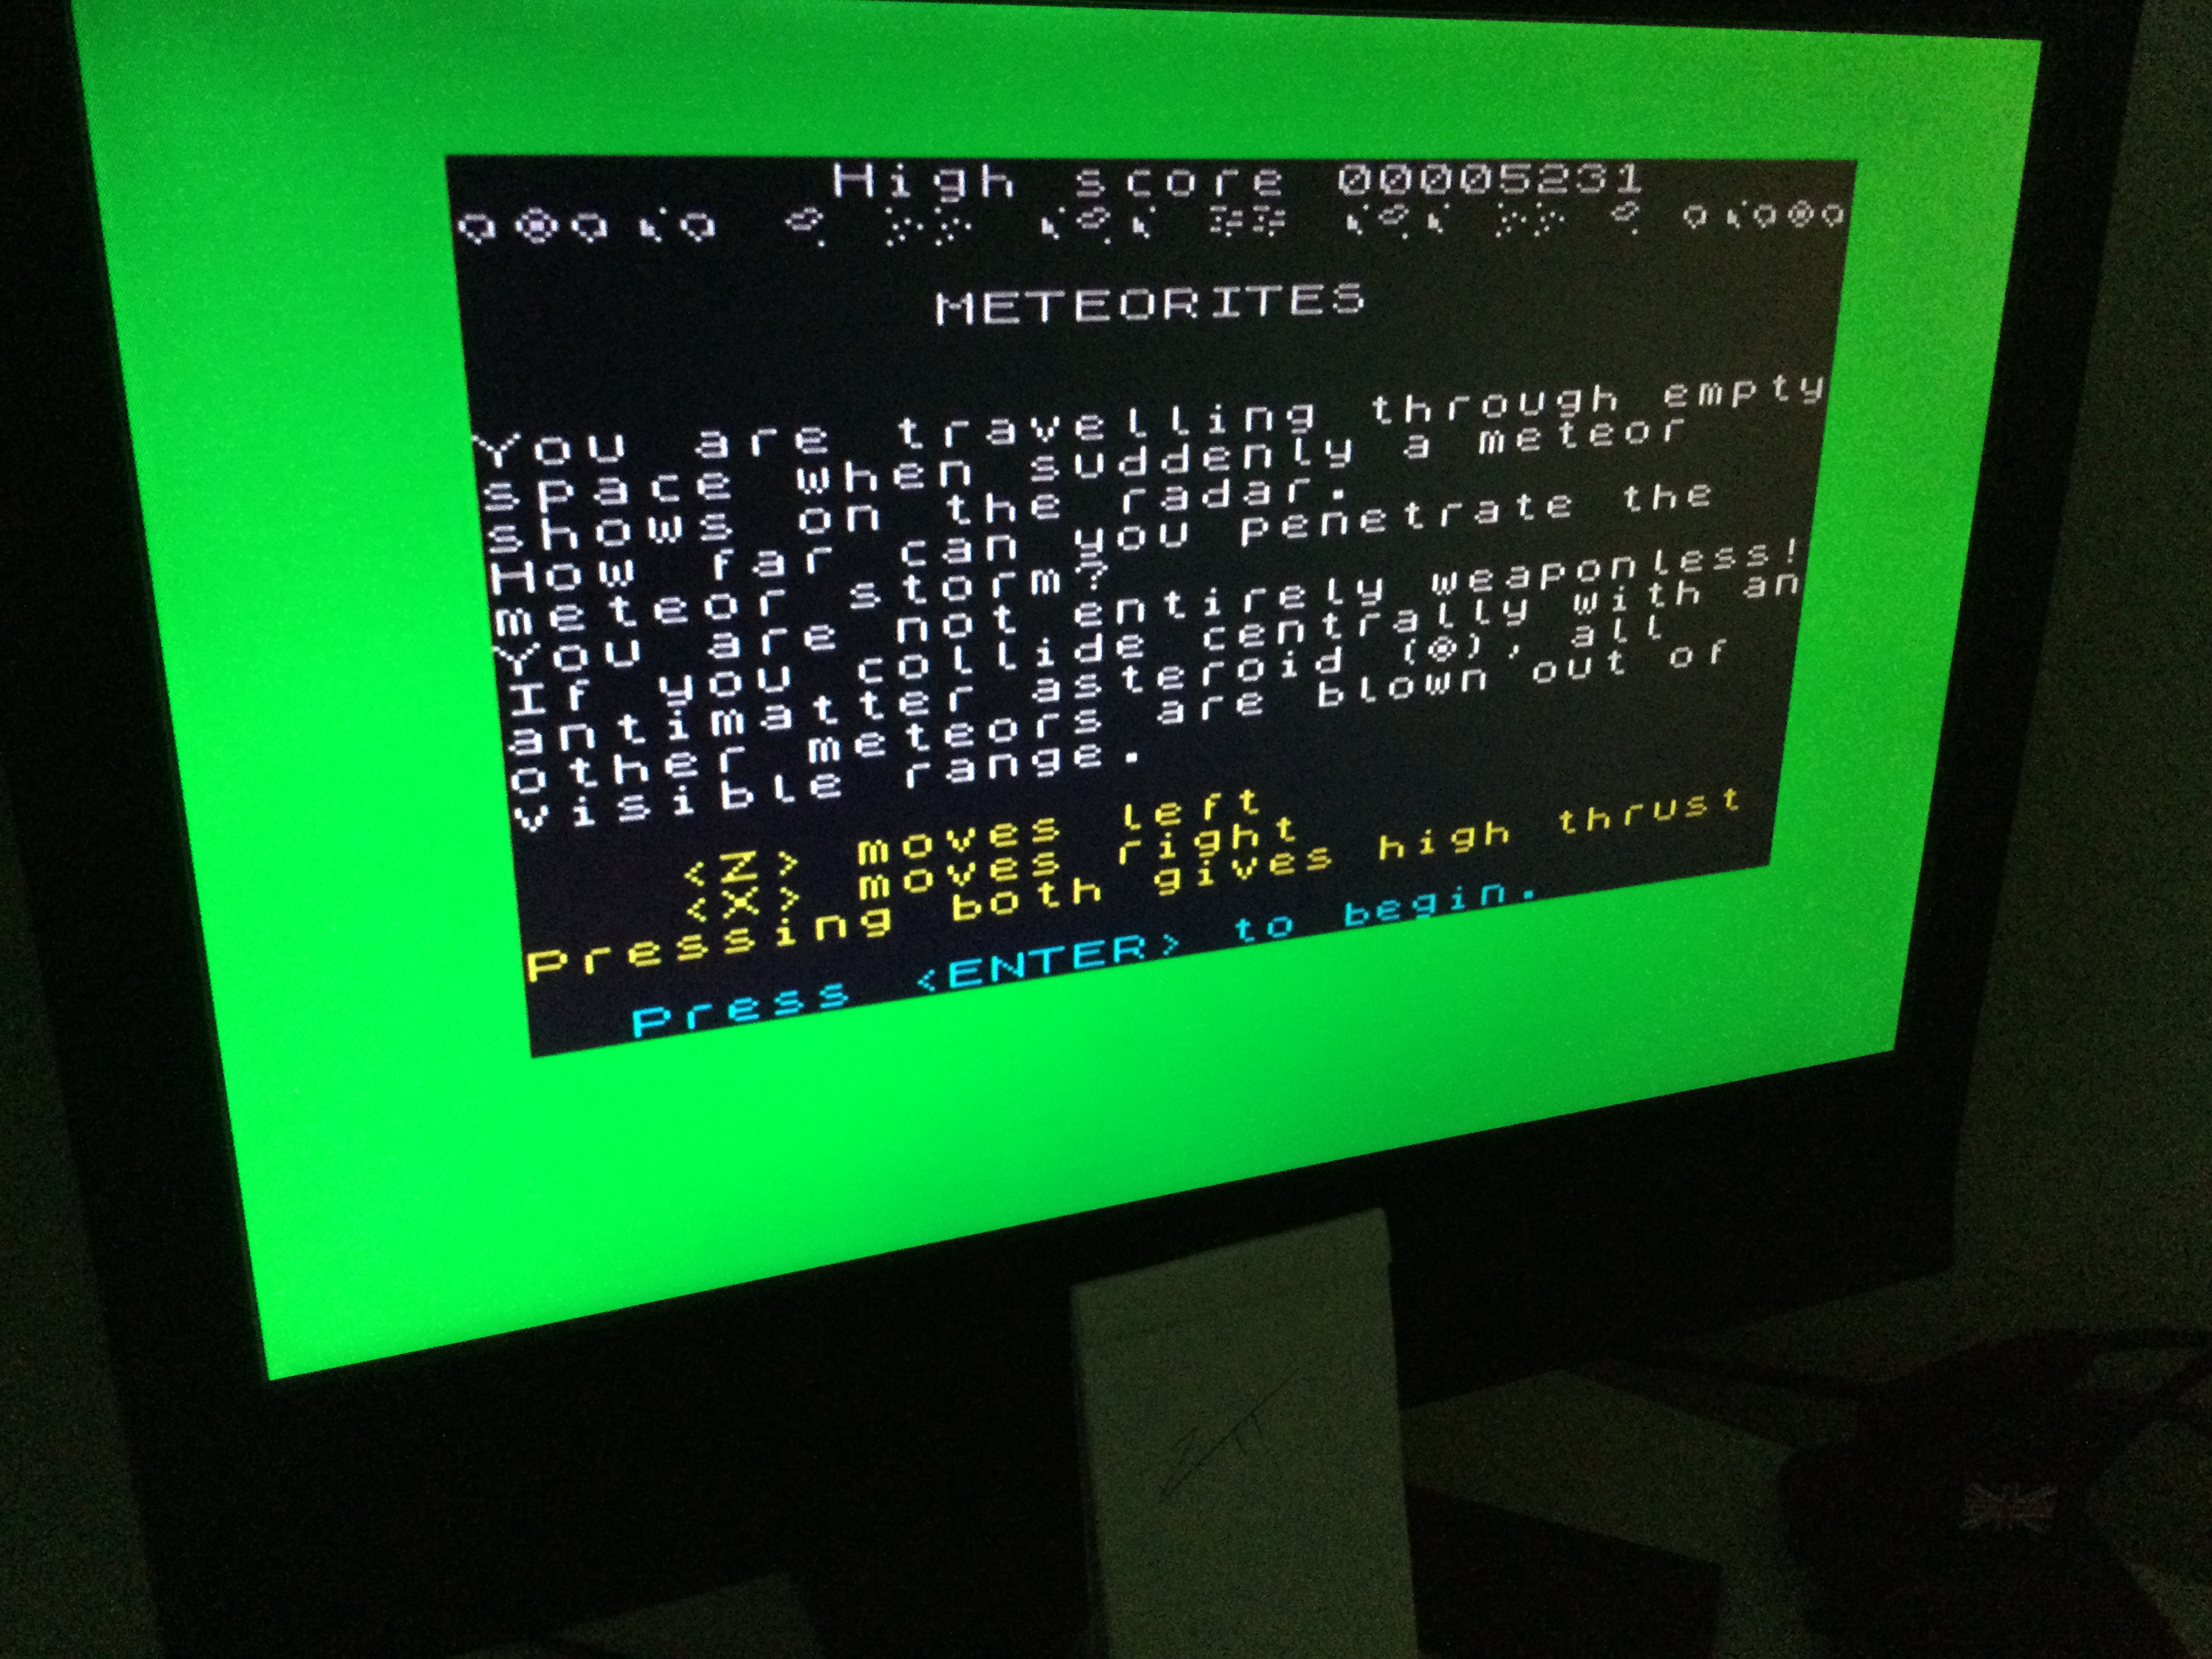 High score 00005231
METEORITES
You are travelling through empty
space when suddenly a meteor
shows on the radar.
How far can you penetrate the
meteor storm?
You are not entirely weaponless!
If you collide centrally with an
antimatter asteroid (⊛), all
other meteors are blown out of
visible range.
<Z> moves left
<X> moves right
Pressing both gives high thrust
Press <ENTER> to begin.